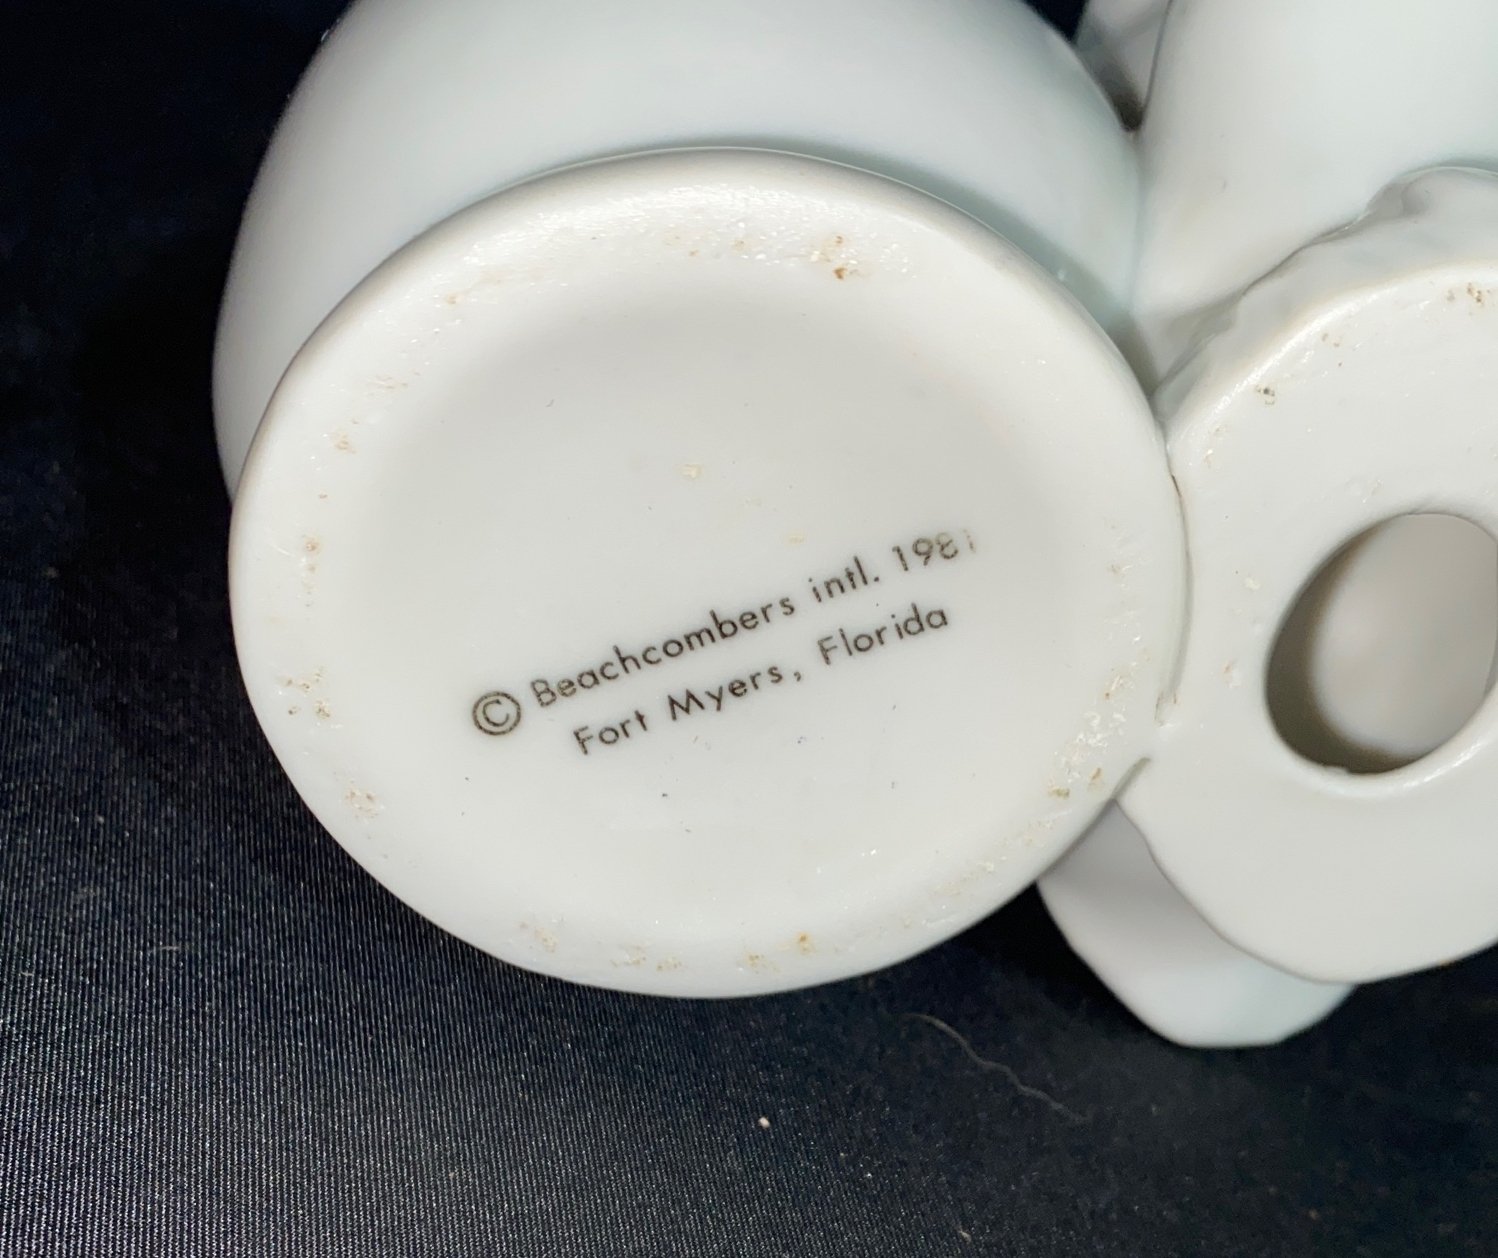 © Beachcombers intl. 1981
Fort Myers, Florida